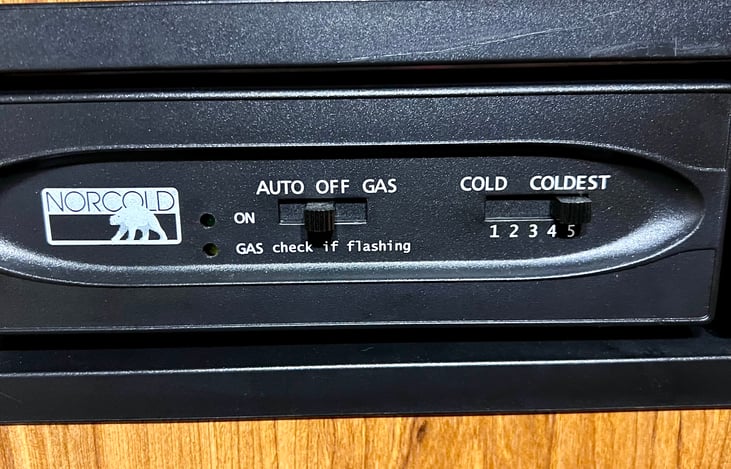 NORCOLD
AUTO OFF GAS
ON
GAS check if flashing
COLD COLDEST
1 2 3 4 5